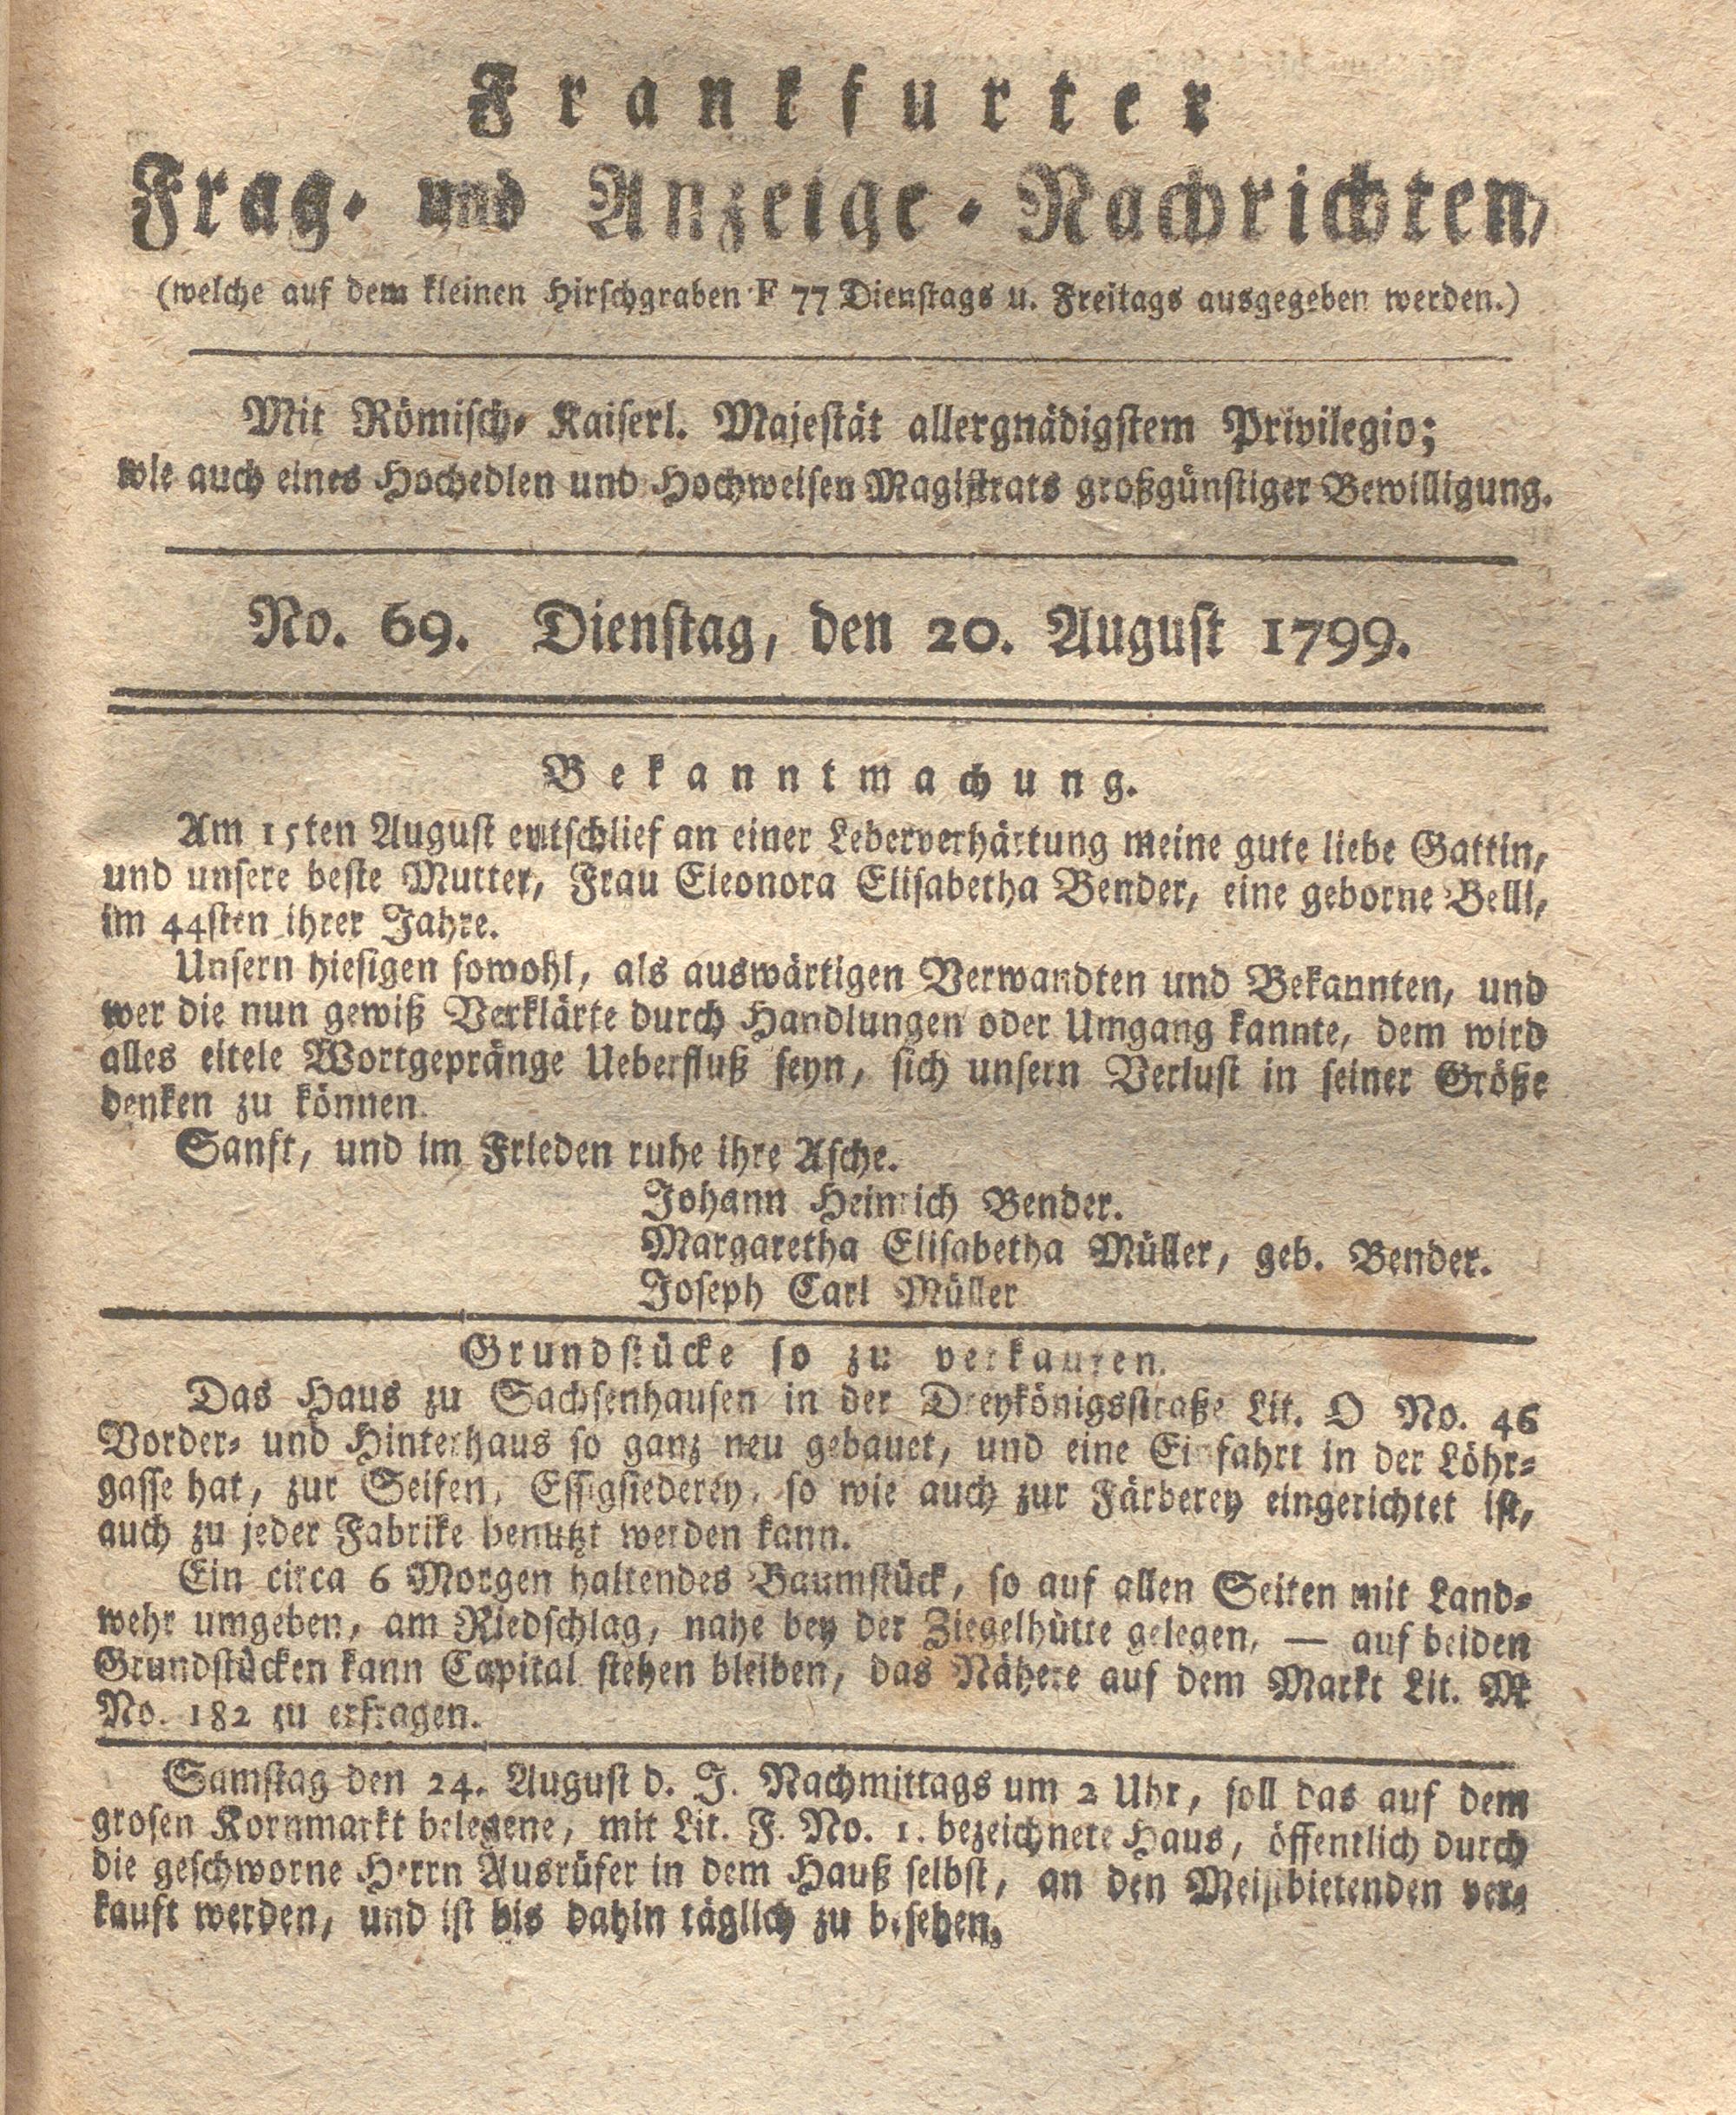 Frankfurter
Frag- und Anzeige-Nachrichten,
(welche auf dem kleinen Hirschgraben F 77 Dienstags u. Freitags ausgegeben werden.)
Mit Römisch- Kaiserl. Majestät allergnädigstem Privilegio;
wie auch eines Hochedlen und Hochweisen Magistrats großgünstiger Bewilligung.
No. 69. Dienstag, den 20. August 1799.
Bekanntmachung.
Am 15ten August entschlief an einer Leberverhärtung meine gute liebe Gattin,
und unsere beste Mutter, Frau Eleonora Elisabetha Bender, eine geborne Belli,
im 44sten ihrer Jahre.
Unsern hiesigen sowohl, als auswärtigen Verwandten und Bekannten, und
wer die nun gewiß Verklärte durch Handlungen oder Umgang kannte, dem wird
alles eitele Wortgepränge Ueberfluß seyn, sich unsern Verlust in seiner Größe
denken zu können.
Sanft, und im Frieden ruhe ihre Asche.
Johann Heinrich Bender.
Margaretha Elisabetha Müller, geb. Bender.
Joseph Carl Müller
Grundstücke so zu verkaufen.
Das Haus zu Sachsenhausen in der Dreykönigsstraße Lit. O No. 46
Vorder- und Hinterhaus so ganz neu gebauet, und eine Einfahrt in der Löhr-
gasse hat, zur Seifen, Essigsiederey, so wie auch zur Färberey eingerichtet ist,
auch zu jeder Fabrike benutzt werden kann.
Ein circa 6 Morgen haltendes Baumstück, so auf allen Seiten mit Land-
wehr umgeben, am Riedschlag, nahe bey der Ziegelhütte gelegen, — auf beiden
Grundstücken kann Capital stehen bleiben, das Nähere auf dem Markt Lit. M
No. 182 zu erfragen.
Samstag den 24. August d. J. Nachmittags um 2 Uhr, soll das auf dem
grosen Kornmarkt belegene, mit Lit. F. No. 1. bezeichnete Haus, öffentlich durch
die geschworne Herrn Ausrüfer in dem Hauß selbst, an den Meistbietenden ver-
kauft werden, und ist bis dahin täglich zu besehen.